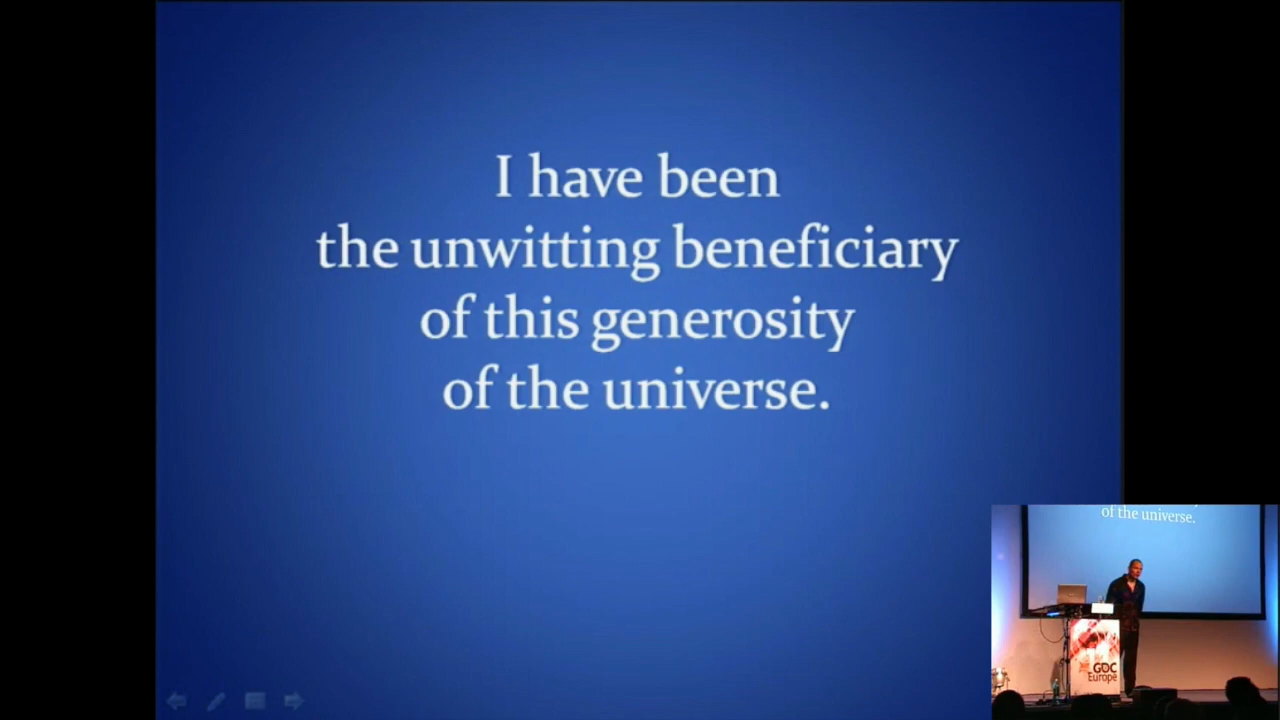 I have been
the unwitting beneficiary
of this generosity
of the universe.
of the universe.
GDC
Europe